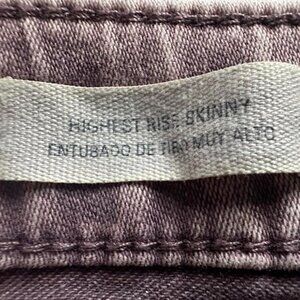 HIGHEST RISE SKINNY
ENTUBADO DE TIRO MUY ALTO